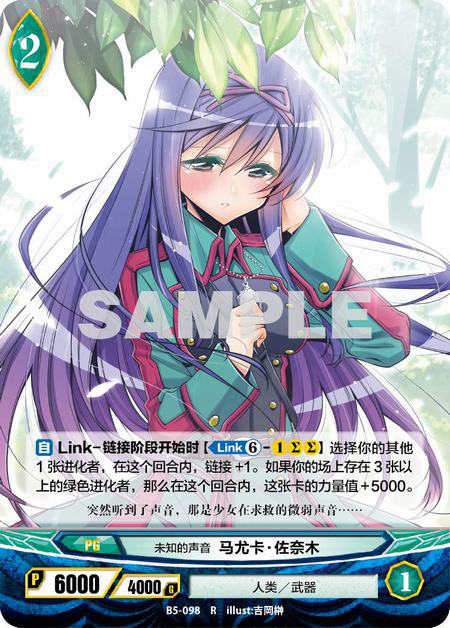 2
SAMPLE
自 Link-链接阶段开始时【Link⑥-1ΣΣ】选择你的其他
1张进化者，在这个回合内，链接+1。如果你的场上存在3张以
上的绿色进化者，那么在这个回合内，这张卡的力量值+5000。
突然听到了声音，那是少女在求救的微弱声音……
PG 未知的声音 马尤卡·佐奈木
P 6000 / 4000 G 人类／武器 1
B5-098 R illust:吉岡榊